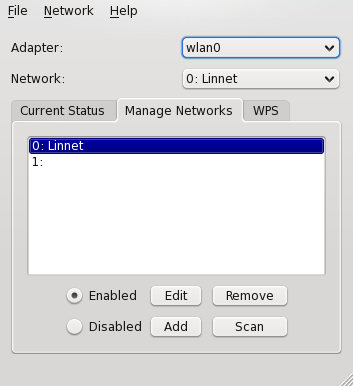 File Network Help
Adapter: wlan0
Network: 0: Linnet
Current Status Manage Networks WPS
0: Linnet
1:
Enabled Edit Remove
Disabled Add Scan